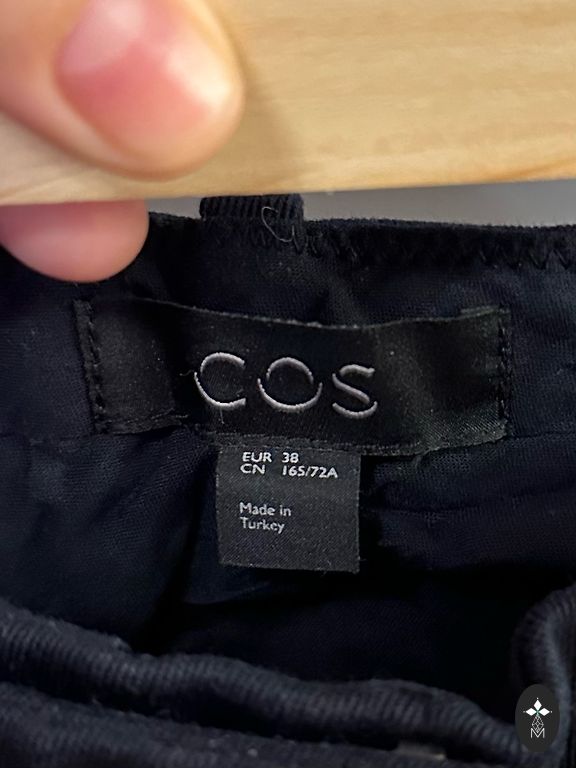 COS
EUR 38
CN 165/72A
Made in
Turkey
M